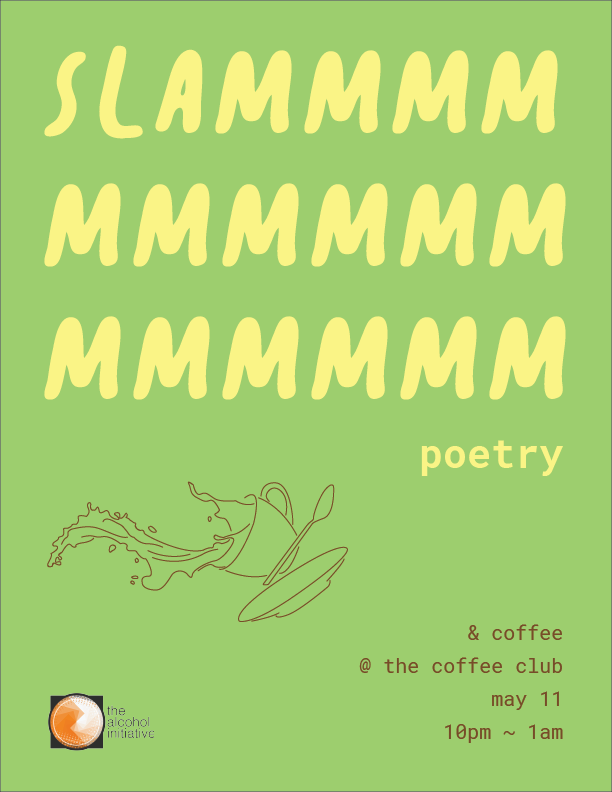 SLAMMMM
MMMMMM
MMMMMM
poetry
& coffee
@ the coffee club
may 11
10pm ~ 1am
the
alcohol
initiative